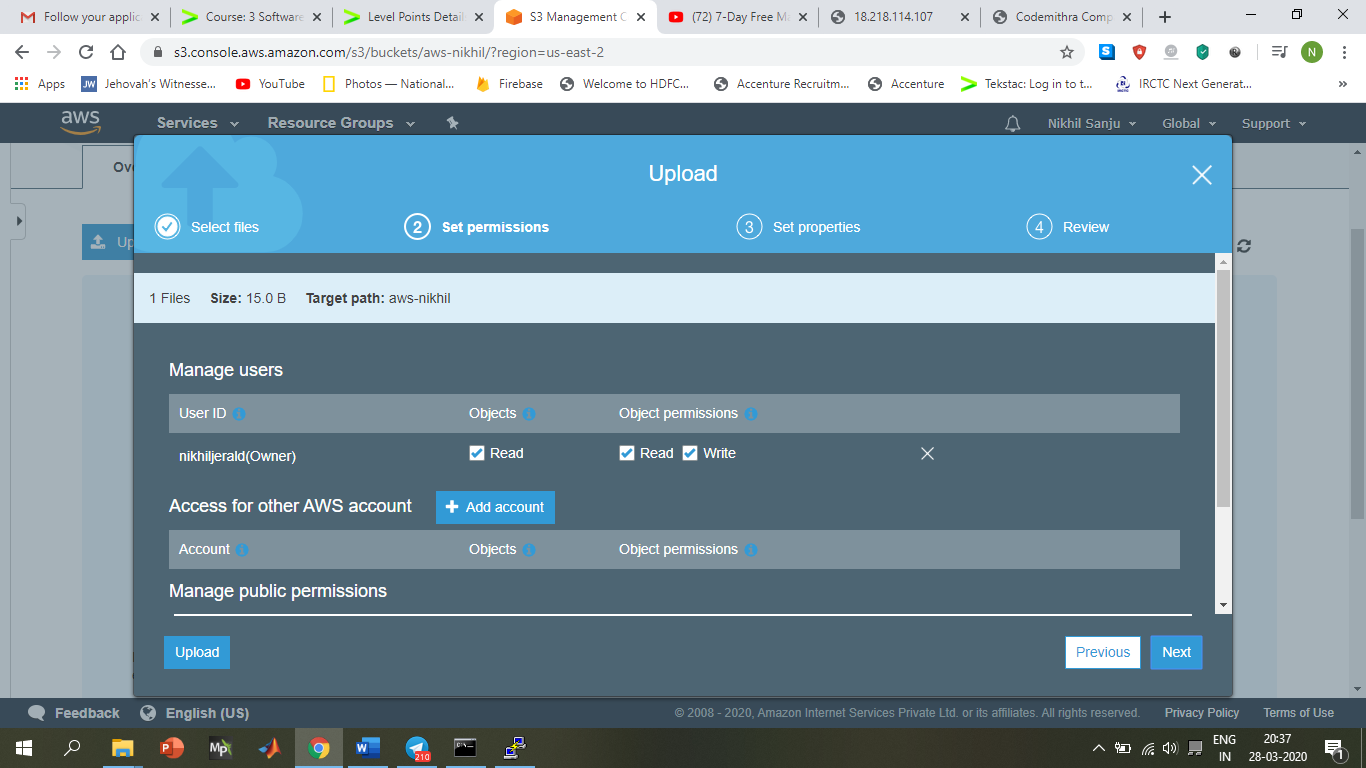 Follow your applic
Course: 3 Software
Level Points Detail
S3 Management C
(72) 7-Day Free Ma
18.218.114.107
Codemithra Comp
s3.console.aws.amazon.com/s3/buckets/aws-nikhil/?region=us-east-2
N
Apps
JW Jehovah's Witnesse...
YouTube
Photos — National...
Firebase
Welcome to HDFC...
Accenture Recruitm...
Accenture
Tekstac: Log in to t...
IRCTC Next Generat...
»
aws
Services
Resource Groups
Nikhil Sanju
Global
Support
Ove
Up
Upload
Select files
2 Set permissions
3 Set properties
4 Review
1 Files Size: 15.0 B Target path: aws-nikhil
Manage users
User ID Objects Object permissions
nikhiljerald(Owner) Read Read Write
Access for other AWS account + Add account
Account Objects Object permissions
Manage public permissions
Upload
Previous
Next
Feedback
English (US)
© 2008 - 2020, Amazon Internet Services Private Ltd. or its affiliates. All rights reserved.
Privacy Policy
Terms of Use
Mp
210
ENG
IN
20:37
28-03-2020
1